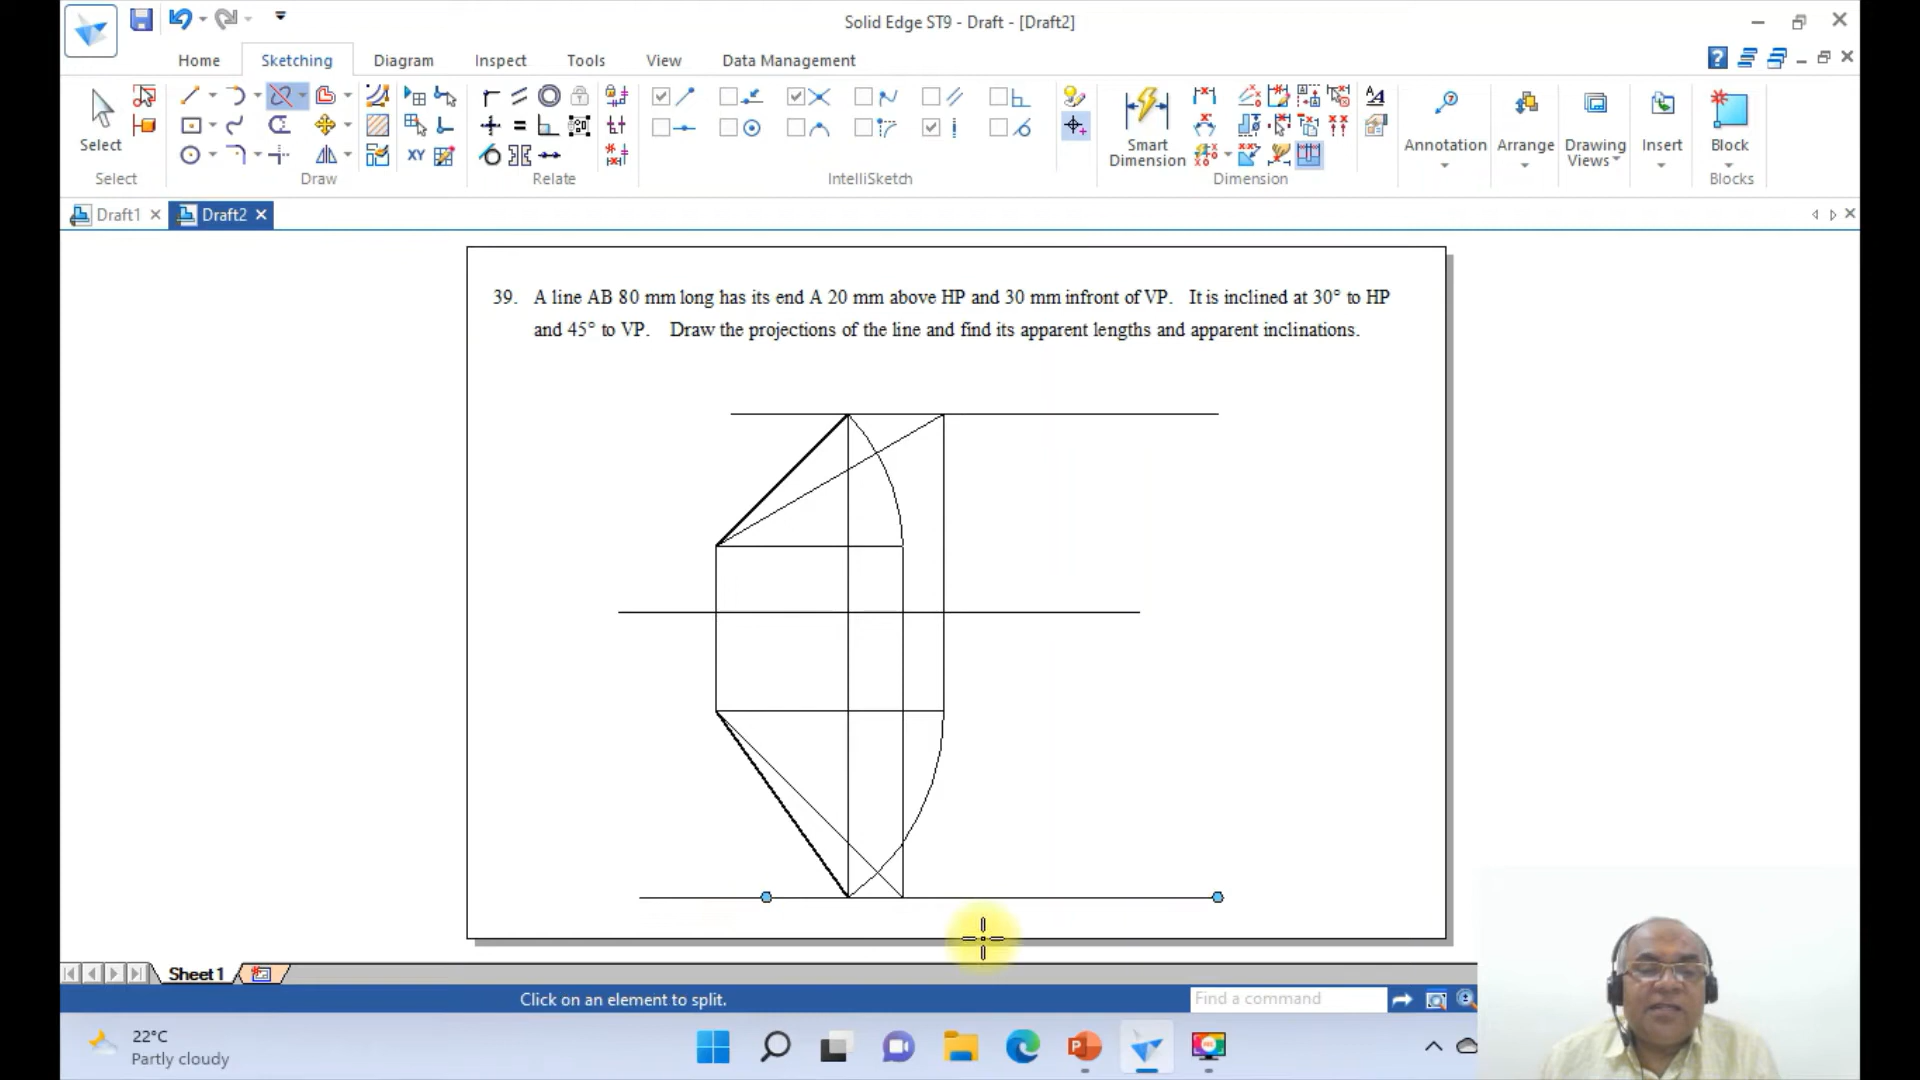 Solid Edge ST9 - Draft - [Draft2]
Home Sketching Diagram Inspect Tools View Data Management
Select
Smart Dimension
Annotation
Arrange
Drawing Views
Insert
Block
XY
Select Draw Relate IntelliSketch Dimension Blocks
Draft1 Draft2
39. A line AB 80 mm long has its end A 20 mm above HP and 30 mm infront of VP. It is inclined at 30° to HP
and 45° to VP. Draw the projections of the line and find its apparent lengths and apparent inclinations.
Sheet1
Click on an element to split.
Find a command
22°C
Partly cloudy